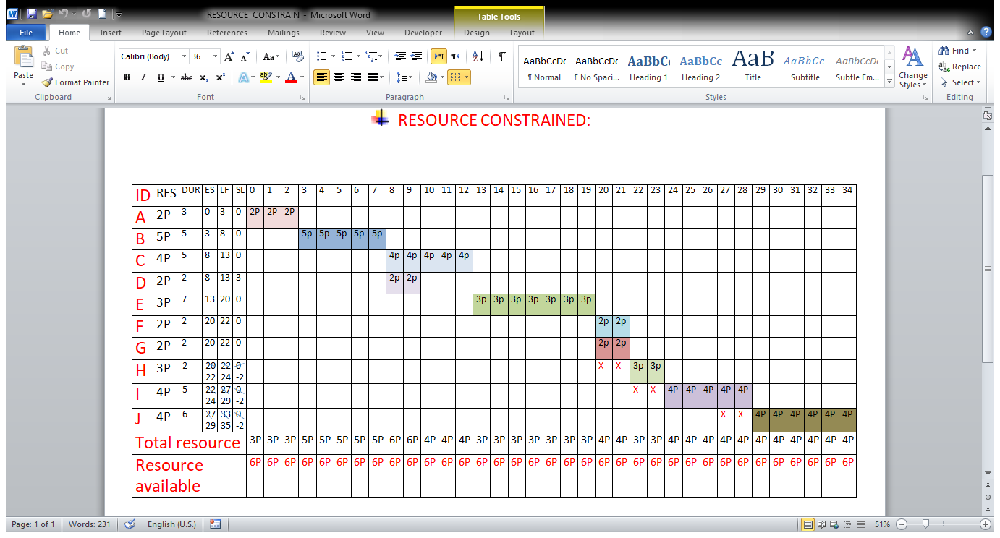 RESOURCE CONSTRAIN - Microsoft Word
Table Tools
File Home Insert Page Layout References Mailings Review View Developer Design Layout
Paste
Cut
Copy
Format Painter
Clipboard
Calibri (Body) 36
Font
Paragraph
AaBbCcDc AaBbCcDc AaBbCc AaBbCc AaB AaBbCc. AaBbCcDc
¶ Normal ¶ No Spaci... Heading 1 Heading 2 Title Subtitle Subtle Em...
Change Styles
Styles
Find
Replace
Select
Editing
RESOURCE CONSTRAINED:
ID RES DUR ES LF SL 0 1 2 3 4 5 6 7 8 9 10 11 12 13 14 15 16 17 18 19 20 21 22 23 24 25 26 27 28 29 30 31 32 33 34
A 2P 3 0 3 0 2P 2P 2P
B 5P 5 3 8 0 5p 5p 5p 5p 5p
C 4P 5 8 13 0 4p 4p 4p 4p 4p
D 2P 2 8 13 3 2p 2p
E 3P 7 13 20 0 3p 3p 3p 3p 3p 3p 3p
F 2P 2 20 22 0 2p 2p
G 2P 2 20 22 0 2p 2p
H 3P 2 20 22 0 X X 3p 3p
22 24 -2
I 4P 5 22 27 0 X X 4P 4P 4P 4P 4P
24 29 -2
J 4P 6 27 33 0 X X 4P 4P 4P 4P 4P 4P
29 35 -2
Total resource 3P 3P 3P 5P 5P 5P 5P 5P 6P 6P 4P 4P 4P 3P 3P 3P 3P 3P 3P 3P 4P 4P 3P 3P 4P 4P 4P 4P 4P 4P 4P 4P 4P 4P 4P
Resource 6P 6P 6P 6P 6P 6P 6P 6P 6P 6P 6P 6P 6P 6P 6P 6P 6P 6P 6P 6P 6P 6P 6P 6P 6P 6P 6P 6P 6P 6P 6P 6P 6P 6P 6P
available
Page: 1 of 1 Words: 231 English (U.S.) 51%